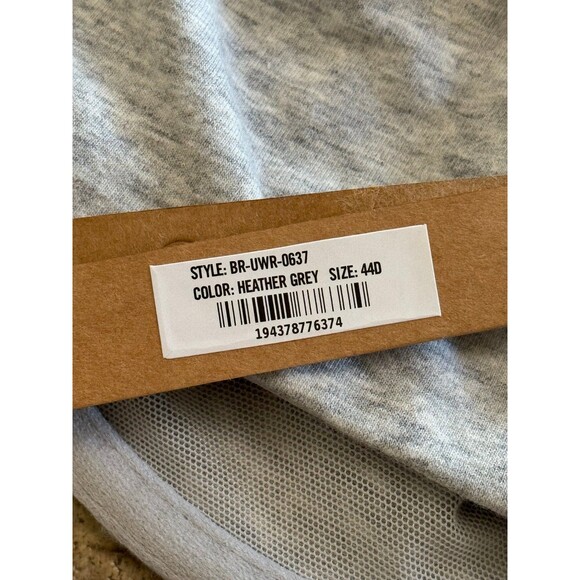 STYLE: BR-UWR-0637
COLOR: HEATHER GREY SIZE: 44D
194378776374